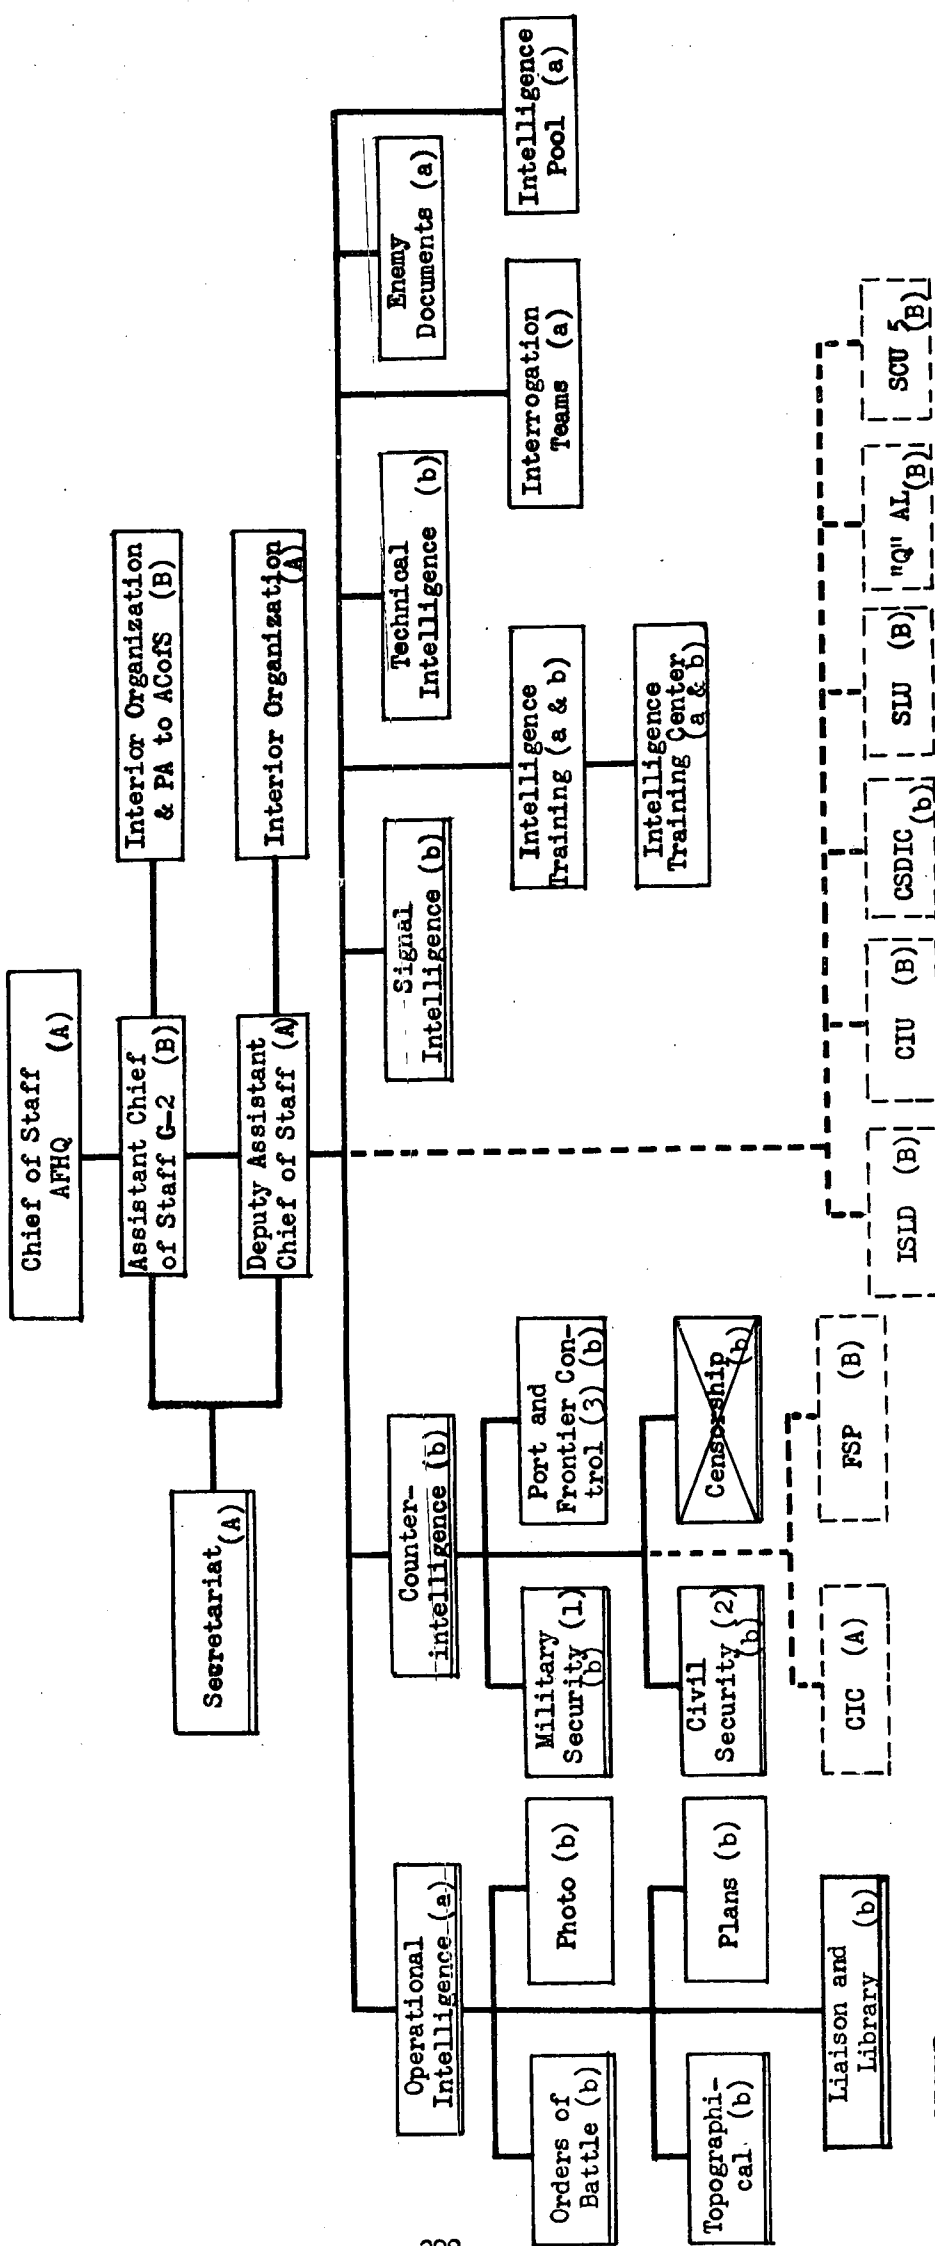 Chief of Staff
AFHQ (A)
Assistant Chief
of Staff G-2 (B)
Interior Organization
& PA to ACofS (B)
Deputy Assistant
Chief of Staff (A)
Interior Organization
(A)
Secretariat
(A)
Operational
Intelligence (a)
Counter-
intelligence (b)
Signal
Intelligence (b)
Technical
Intelligence (b)
Enemy
Documents (a)
Orders of
Battle (b)
Photo (b)
Military
Security (1)
(b)
Port and
Frontier Con-
trol (3) (b)
Intelligence
Training (a & b)
Interrogation
Teams (a)
Intelligence
Pool (a)
Topographi-
cal (b)
Plans (b)
Civil
Security (2)
(b)
Censorship
(b)
Intelligence
Training Center
(a & b)
Liaison and
Library (b)
CIC (A)
FSP (B)
ISLD (B)
CIU (B)
CSDIC
(b)
SLU (B)
"Q" AL
(B)
SCU 5
(B)